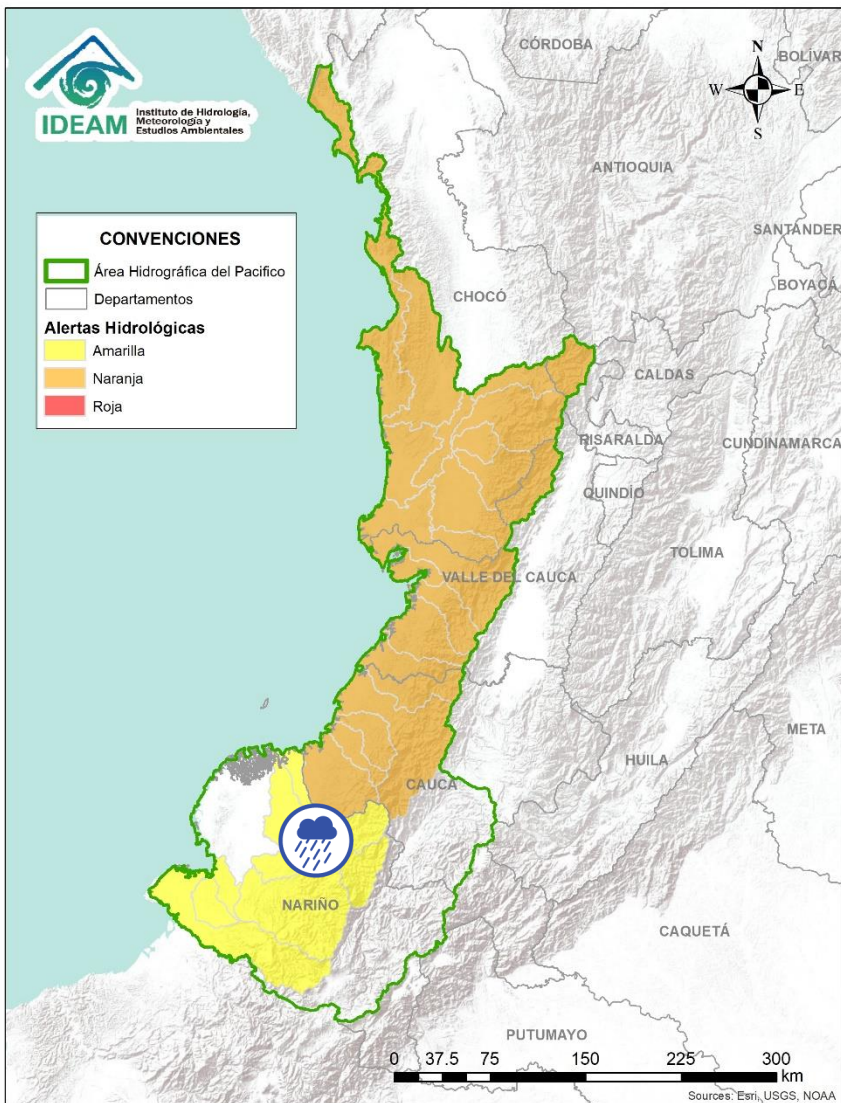 IDEAM
Instituto de Hidrología,
Meteorología y
Estudios Ambientales
N
W
E
S
CONVENCIONES
Área Hidrográfica del Pacifico
Departamentos
Alertas Hidrológicas
Amarilla
Naranja
Roja
CÓRDOBA
BOLÍVAR
ANTIOQUIA
SANTANDER
BOYACÁ
CHOCÓ
CALDAS
RISARALDA
CUNDINAMARCA
QUINDÍO
TOLIMA
VALLE DEL CAUCA
META
HUILA
CAUCA
NARIÑO
CAQUETÁ
PUTUMAYO
0 37.5 75 150 225 300
km
Sources: Esri, USGS, NOAA